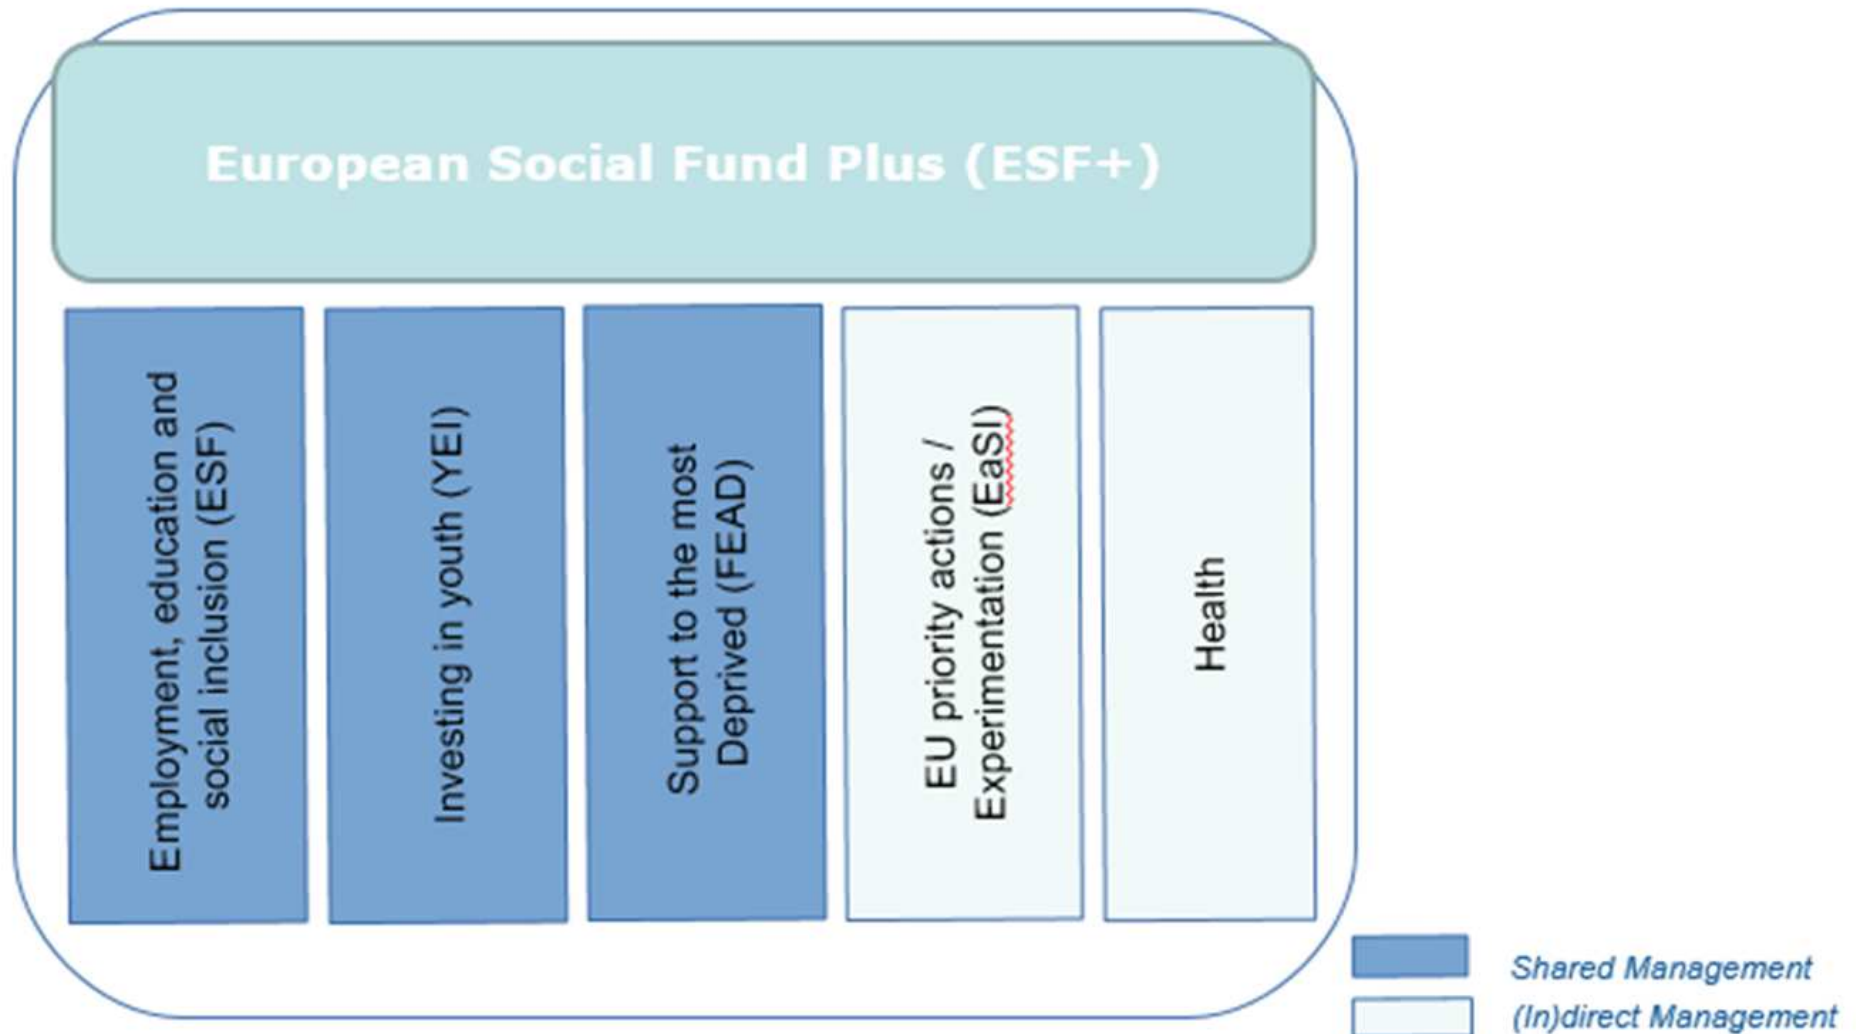 European Social Fund Plus (ESF+)
Employment, education and
social inclusion (ESF)
Investing in youth (YEI)
Support to the most
Deprived (FEAD)
EU priority actions /
Experimentation (EaSI)
Health
Shared Management
(In)direct Management